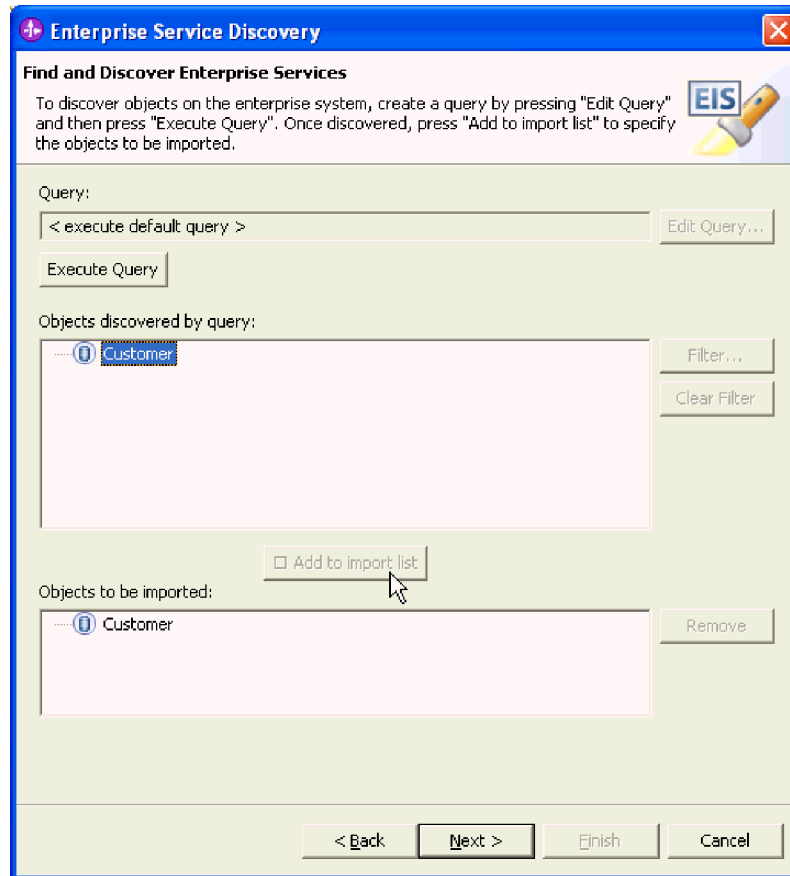 Enterprise Service Discovery
Find and Discover Enterprise Services
To discover objects on the enterprise system, create a query by pressing "Edit Query"
and then press "Execute Query". Once discovered, press "Add to import list" to specify
the objects to be imported.
EIS
Query:
< execute default query >
Edit Query...
Execute Query
Objects discovered by query:
Customer
Filter...
Clear Filter
Add to import list
Objects to be imported:
Customer
Remove
< Back
Next >
Finish
Cancel